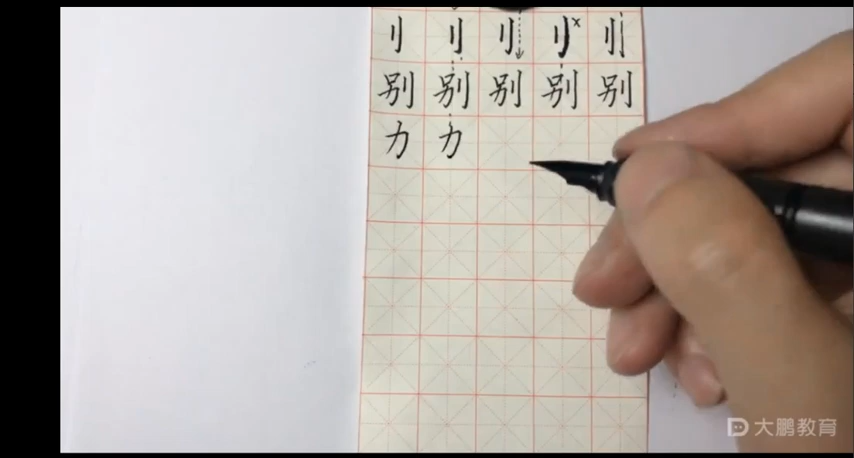 刂 刂 刂 刂 × 刂
别 别 别 别 别
力 力
大鹏教育